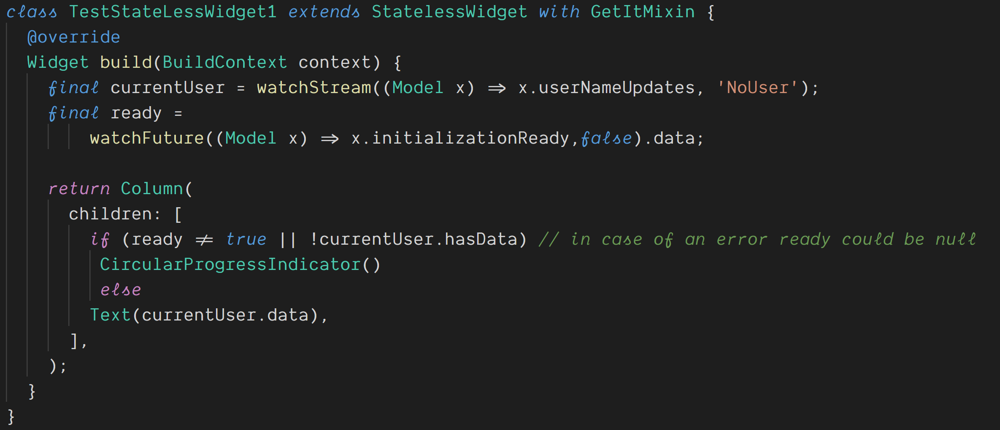 class TestStateLessWidget1 extends StatelessWidget with GetItMixin {
  @override
  Widget build(BuildContext context) {
    final currentUser = watchStream((Model x) => x.userNameUpdates, 'NoUser');
    final ready =
        watchFuture((Model x) => x.initializationReady,false).data;

    return Column(
      children: [
        if (ready != true || !currentUser.hasData) // in case of an error ready could be null
         CircularProgressIndicator()
         else
        Text(currentUser.data),
      ],
    );
  }
}